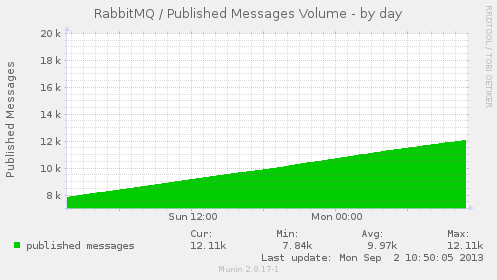 RabbitMQ / Published Messages Volume - by day
RRDTOOL / TOBI OETIKER
Published Messages
20 k
18 k
16 k
14 k
12 k
10 k
8 k
Sun 12:00 Mon 00:00
Cur: Min: Avg: Max:
published messages 12.11k 7.84k 9.97k 12.11k
Last update: Mon Sep 2 10:50:05 2013
Munin 2.0.17-1